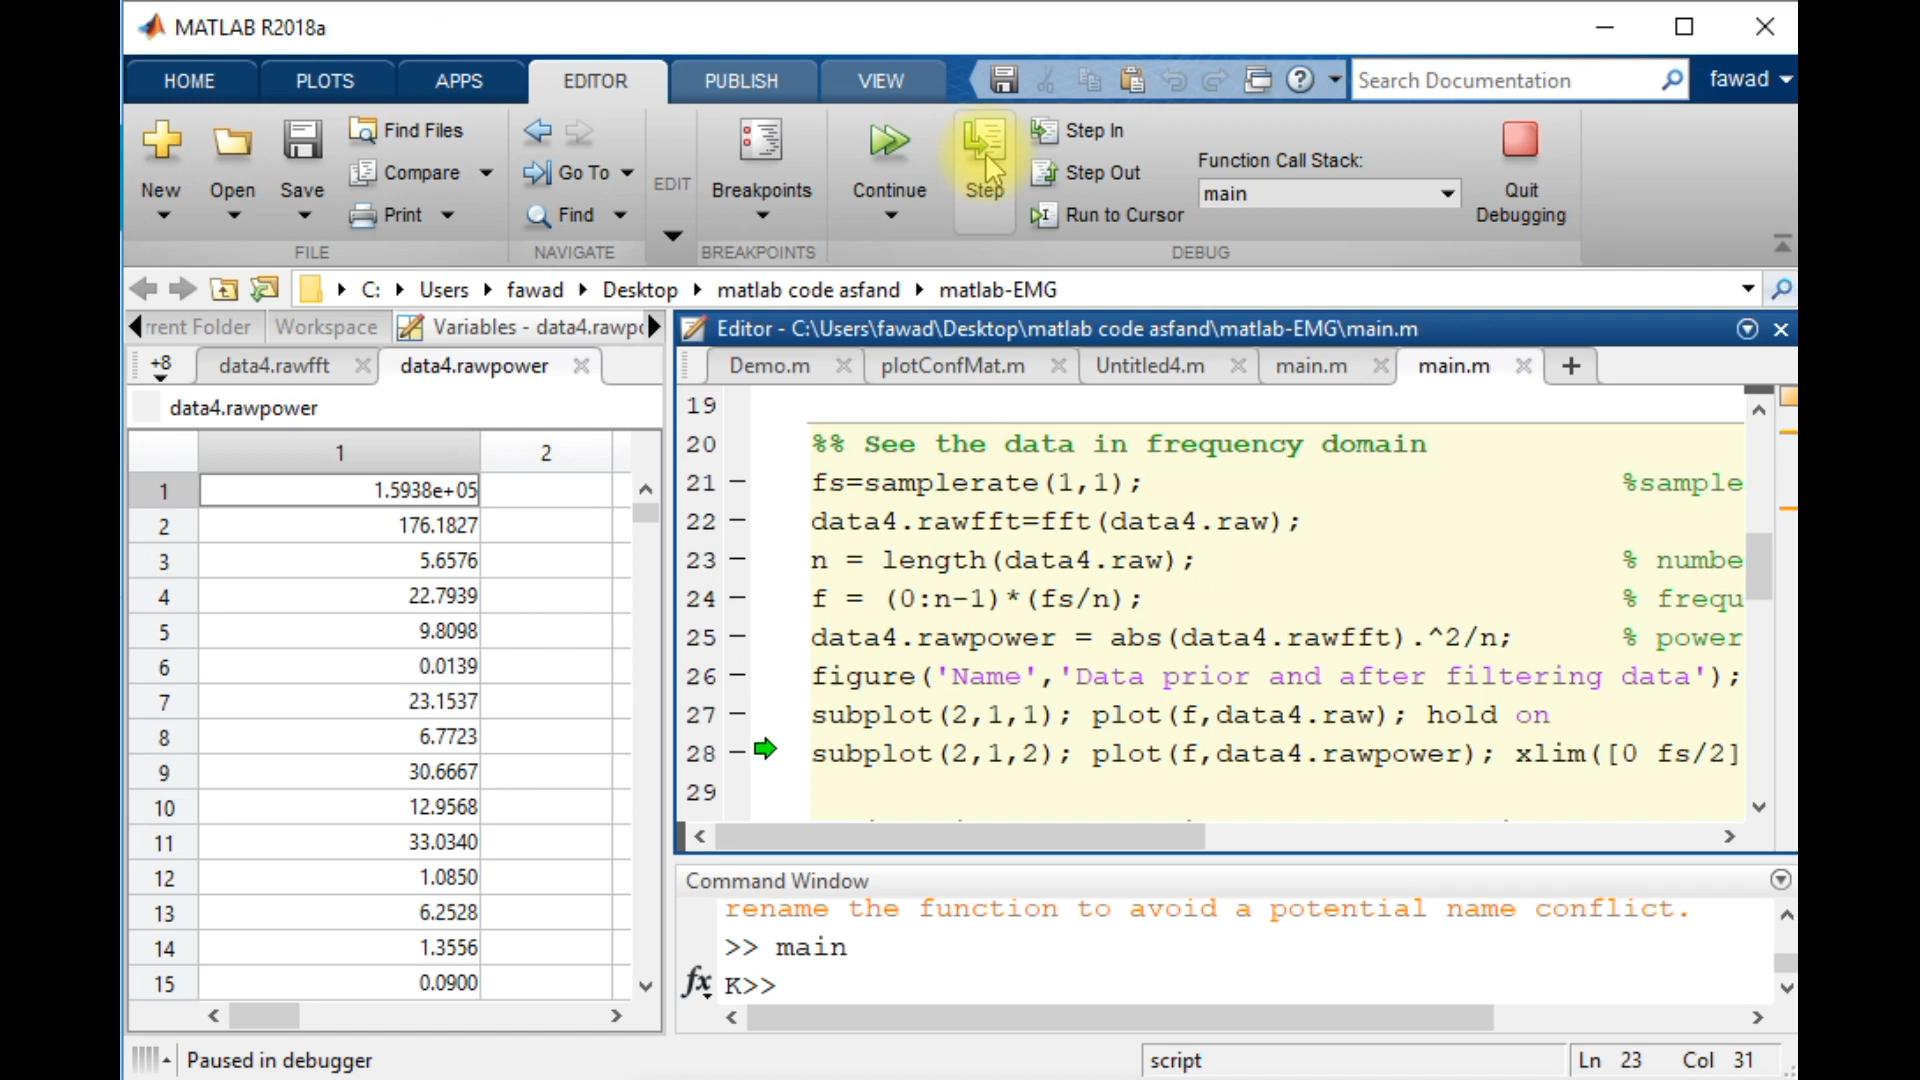 MATLAB R2018a
HOME PLOTS APPS EDITOR PUBLISH VIEW Search Documentation fawad
New Open Save Find Files Compare Print Go To Find EDIT Breakpoints Continue Step Step In Step Out Run to Cursor Function Call Stack: main Quit Debugging
FILE NAVIGATE BREAKPOINTS DEBUG
C: Users fawad Desktop matlab code asfand matlab-EMG
rrent Folder Workspace Variables - data4.rawpo
+8 data4.rawfft data4.rawpower
data4.rawpower
1 2
1 1.5938e+05
2 176.1827
3 5.6576
4 22.7939
5 9.8098
6 0.0139
7 23.1537
8 6.7723
9 30.6667
10 12.9568
11 33.0340
12 1.0850
13 6.2528
14 1.3556
15 0.0900
Editor - C:\Users\fawad\Desktop\matlab code asfand\matlab-EMG\main.m
Demo.m plotConfMat.m Untitled4.m main.m main.m +
19
20 %% See the data in frequency domain
21 – fs=samplerate(1,1); %sample
22 – data4.rawfft=fft(data4.raw);
23 – n = length(data4.raw); % numbe
24 – f = (0:n-1)*(fs/n); % frequ
25 – data4.rawpower = abs(data4.rawfft).^2/n; % power
26 – figure('Name','Data prior and after filtering data');
27 – subplot(2,1,1); plot(f,data4.raw); hold on
28 – subplot(2,1,2); plot(f,data4.rawpower); xlim([0 fs/2]
29
Command Window
rename the function to avoid a potential name conflict.
>> main
fx K>>
Paused in debugger script Ln 23 Col 31